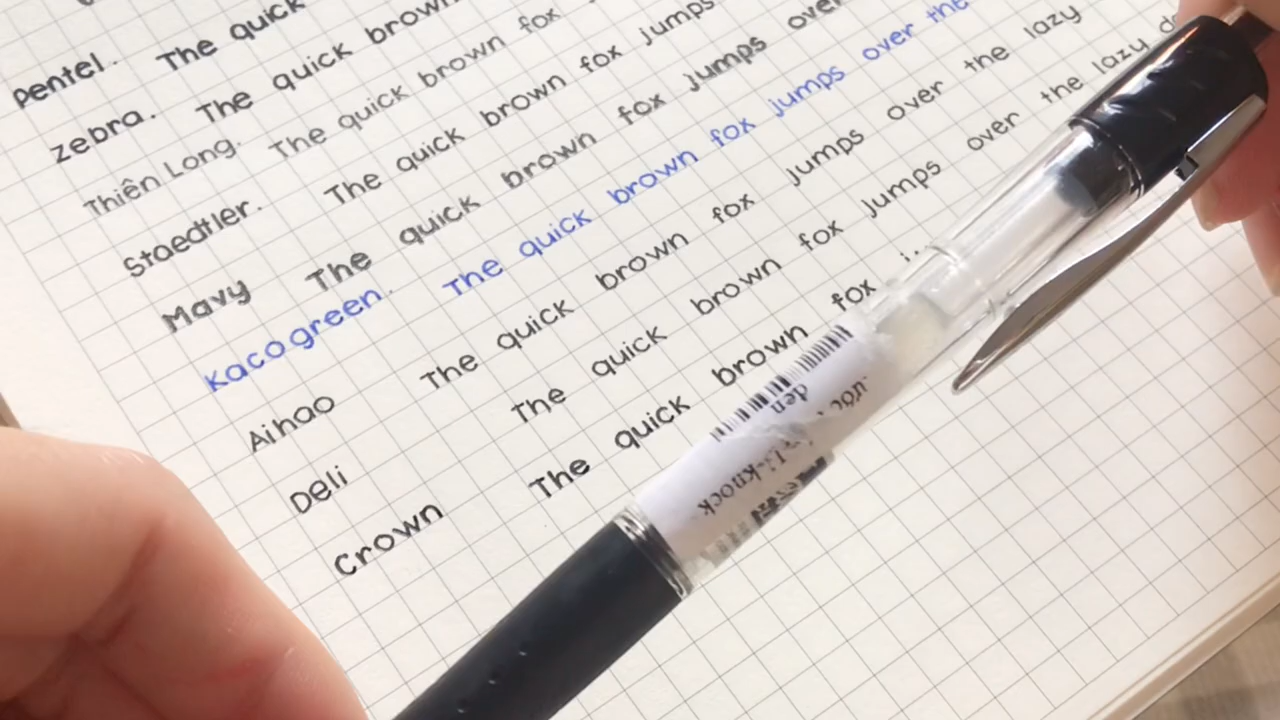 Pentel. The quick
zebra. The quick brown
Thiên Long. The quick brown fox
Staedtler. The quick brown fox jumps
Mavy The quick brown fox jumps over
Kacogreen. The quick brown fox jumps over the
Aihao The quick brown fox jumps over the lazy
Deli The quick brown fox jumps over the lazy
Crown The quick brown fox
đen
Hi-knock